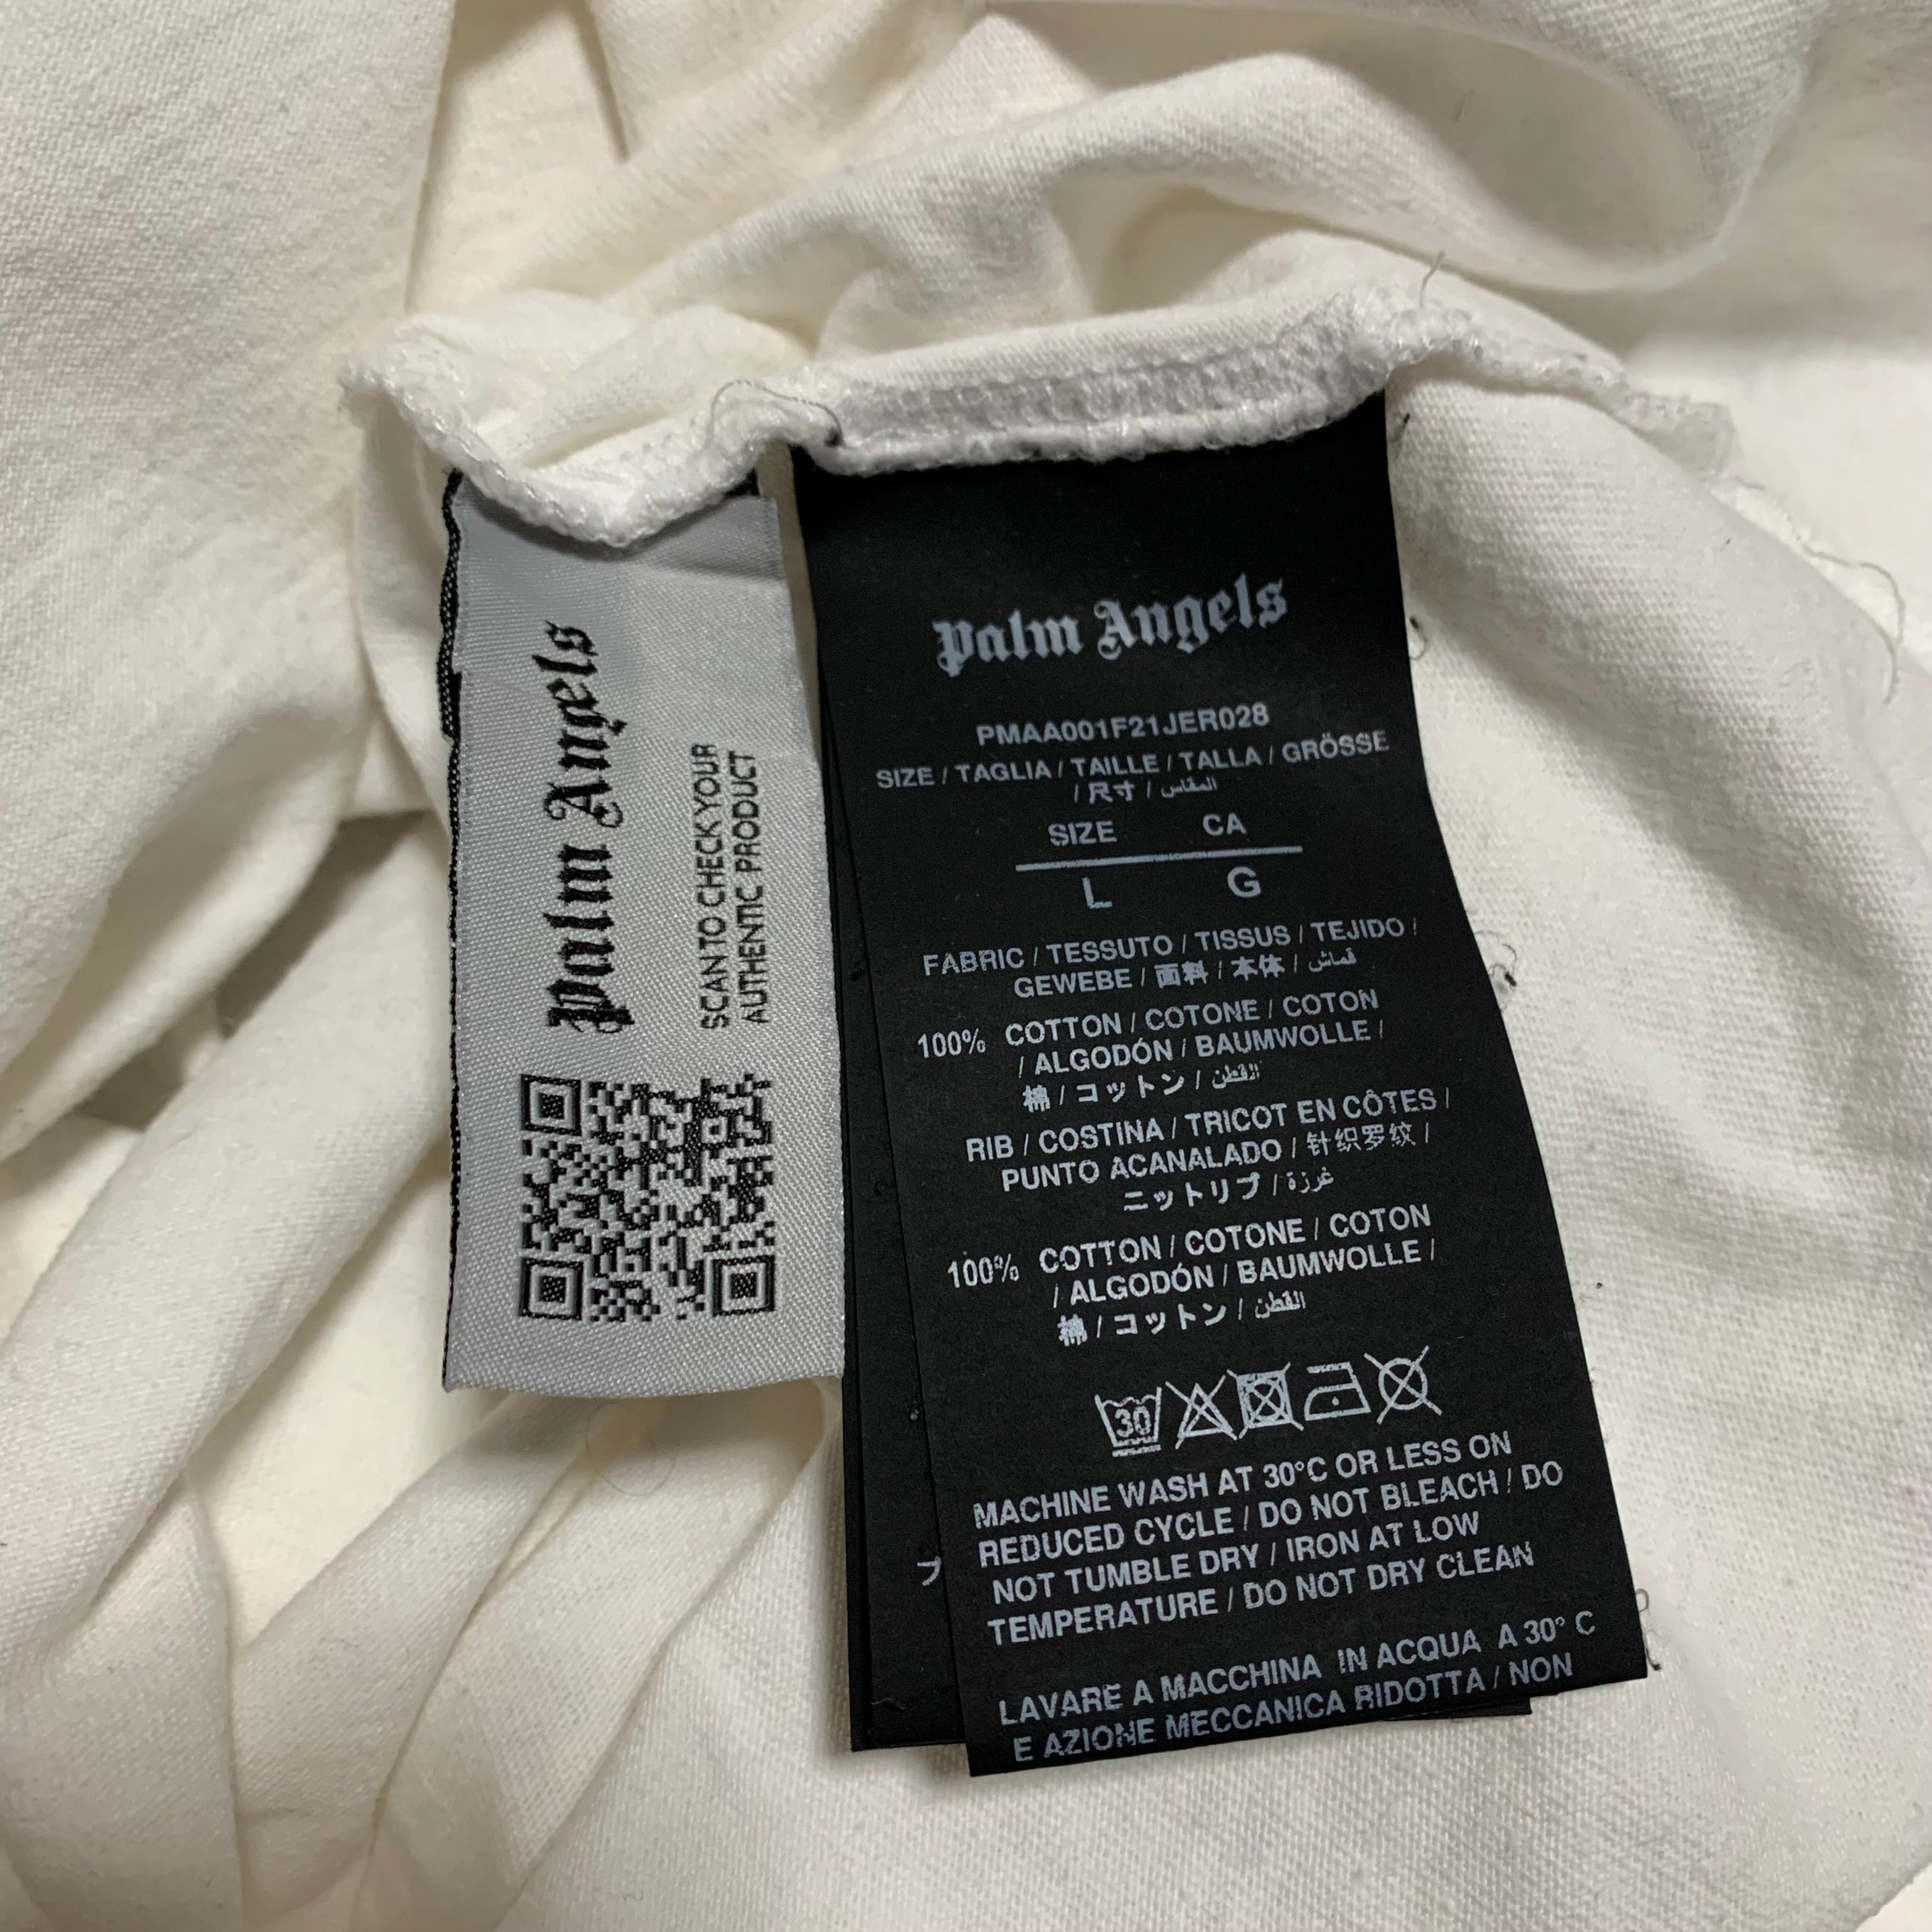 Palm Angels
SCAN TO CHECK YOUR
AUTHENTIC PRODUCT
Palm Angels
PMAA001F21JER028
SIZE / TAGLIA / TAILLE / TALLA / GRÖSSE
/ 尺寸 / المقاس
SIZE CA
L G
FABRIC / TESSUTO / TISSUS / TEJIDO /
GEWEBE / 面料 / 本体 / قماش
100% COTTON / COTONE / COTON
/ ALGODÓN / BAUMWOLLE /
棉 / コットン / القطن
RIB / COSTINA / TRICOT EN CÔTES /
PUNTO ACANALADO / 针织罗纹 /
ニットリブ / غرزة
100% COTTON / COTONE / COTON
/ ALGODÓN / BAUMWOLLE /
棉 / コットン / القطن
30
MACHINE WASH AT 30°C OR LESS ON
REDUCED CYCLE / DO NOT BLEACH / DO
NOT TUMBLE DRY / IRON AT LOW
TEMPERATURE / DO NOT DRY CLEAN
LAVARE A MACCHINA IN ACQUA A 30° C
E AZIONE MECCANICA RIDOTTA / NON